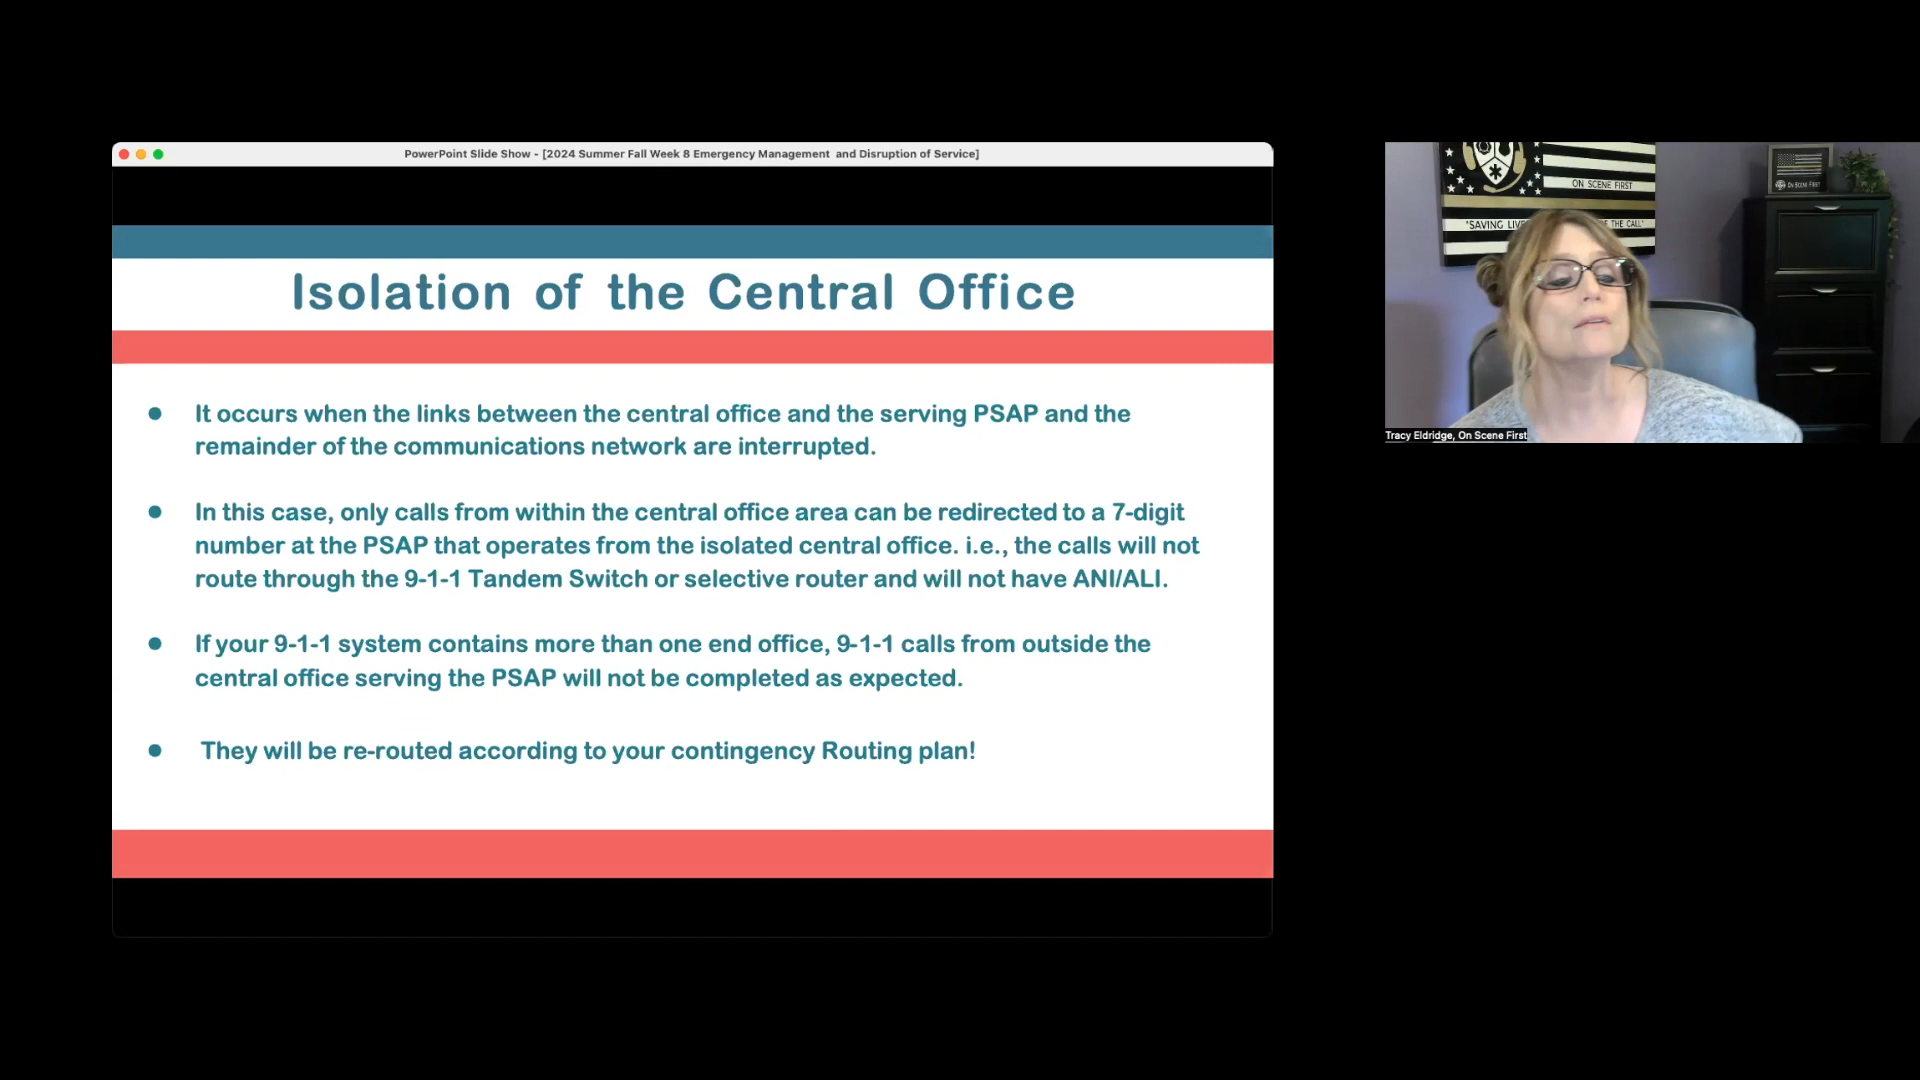 PowerPoint Slide Show - [2024 Summer Fall Week 8 Emergency Management  and Disruption of Service]
Isolation of the Central Office
● It occurs when the links between the central office and the serving PSAP and the
remainder of the communications network are interrupted.
● In this case, only calls from within the central office area can be redirected to a 7-digit
number at the PSAP that operates from the isolated central office. i.e., the calls will not
route through the 9-1-1 Tandem Switch or selective router and will not have ANI/ALI.
● If your 9-1-1 system contains more than one end office, 9-1-1 calls from outside the
central office serving the PSAP will not be completed as expected.
● They will be re-routed according to your contingency Routing plan!
ON SCENE FIRST
"SAVING THE CALL"
On Scene First
Tracy Eldridge, On Scene First